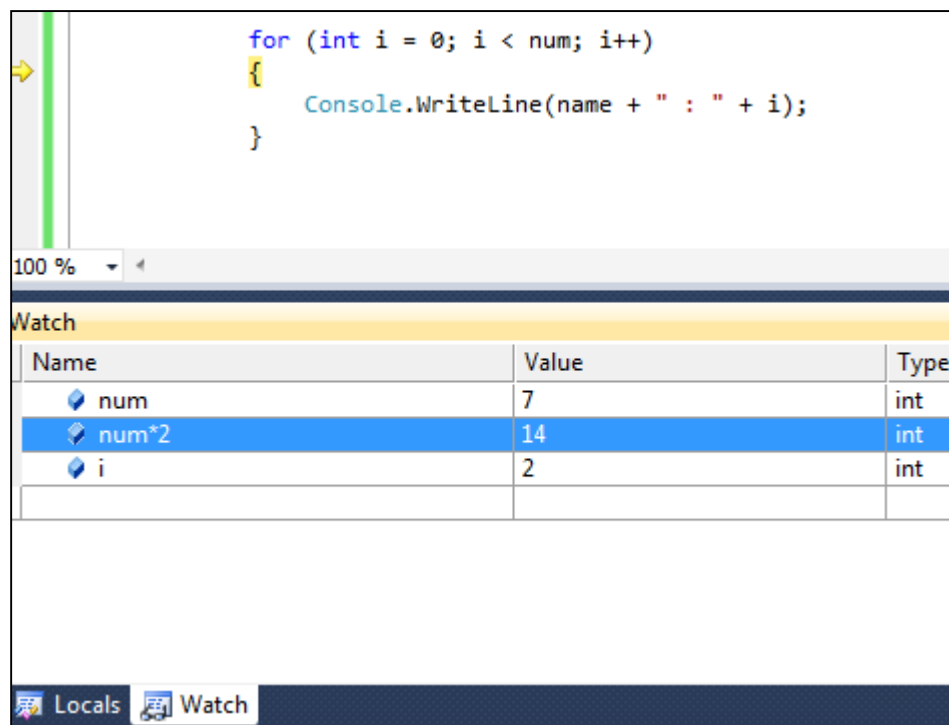 for (int i = 0; i < num; i++)
{
Console.WriteLine(name + " : " + i);
}
100 %
Watch
Name Value Type
num 7 int
num*2 14 int
i 2 int
Locals Watch